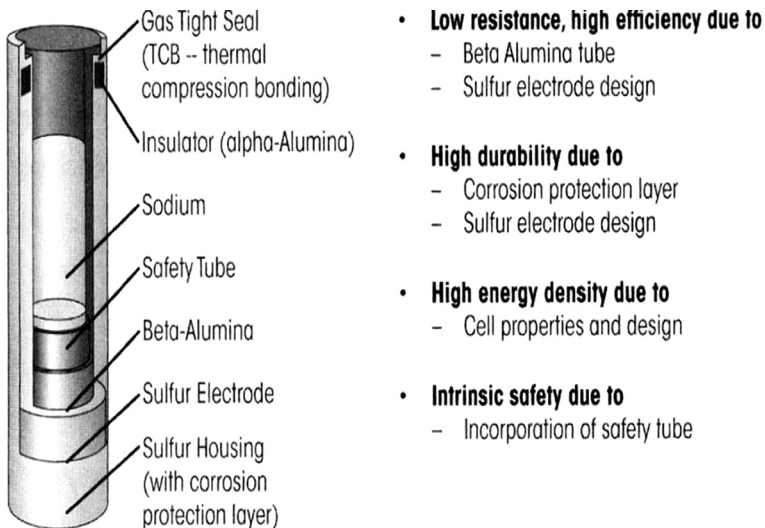 Gas Tight Seal
(TCB -- thermal
compression bonding)
Insulator (alpha-Alumina)
Sodium
Safety Tube
Beta-Alumina
Sulfur Electrode
Sulfur Housing
(with corrosion
protection layer)
• Low resistance, high efficiency due to
– Beta Alumina tube
– Sulfur electrode design
• High durability due to
– Corrosion protection layer
– Sulfur electrode design
• High energy density due to
– Cell properties and design
• Intrinsic safety due to
– Incorporation of safety tube